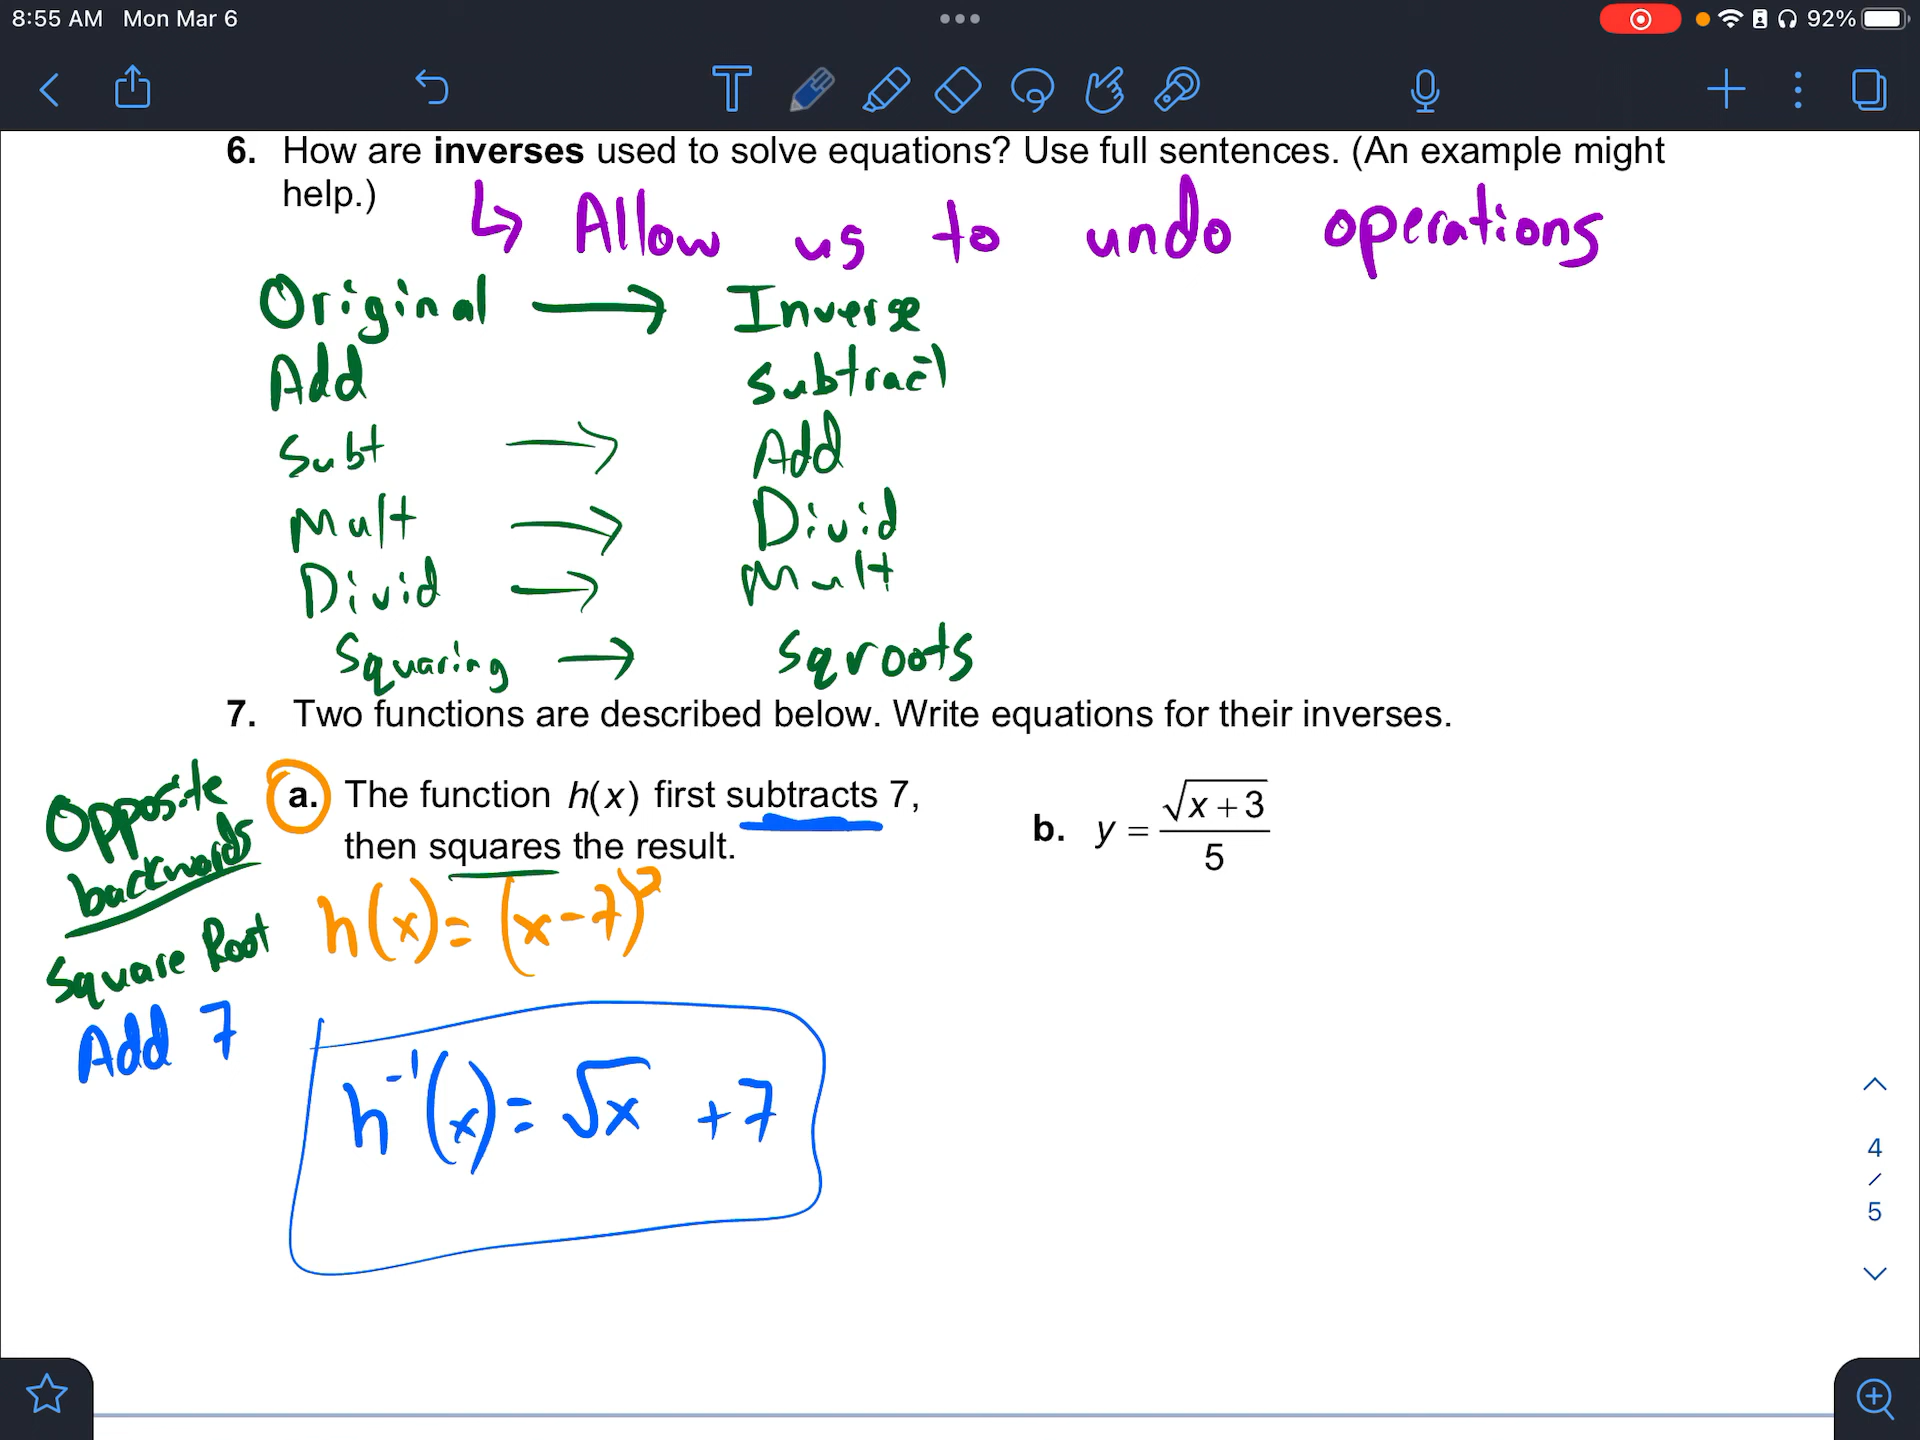 8:55 AM Mon Mar 6
92%
6. How are inverses used to solve equations? Use full sentences. (An example might
help.)
↳ Allow us to undo operations
Original → Inverse
Add Subtract
Subt → Add
Mult → Divid
Divid → Mult
Squaring → Sqroots
7. Two functions are described below. Write equations for their inverses.
Opposite
backwards
Square Root
Add 7
a. The function h(x) first subtracts 7,
then squares the result.
h(x) = (x-7)²
h⁻¹(x) = √x +7
b. y = √(x+3)/5
4
/
5